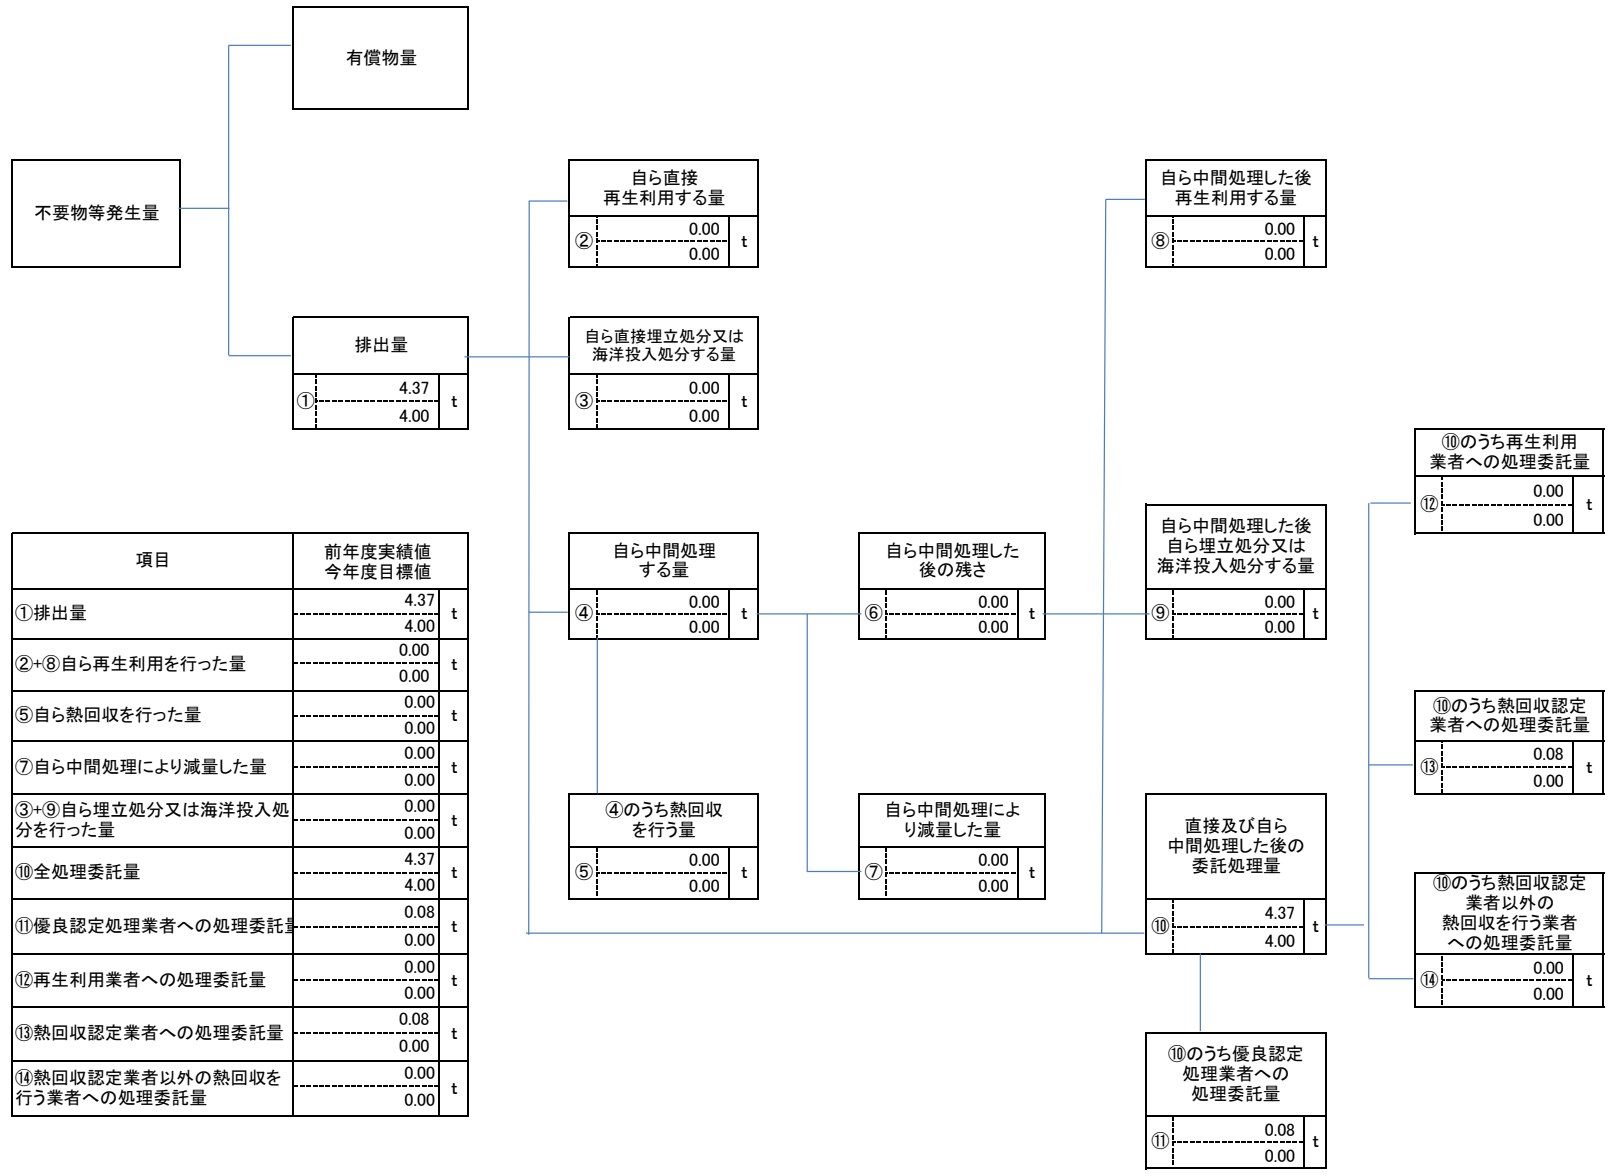 有償物量
不要物等発生量
自ら直接
再生利用する量
②
0.00
0.00
t
自ら中間処理した後
再生利用する量
⑧
0.00
0.00
t
排出量
①
4.37
4.00
t
自ら直接埋立処分又は
海洋投入処分する量
③
0.00
0.00
t
⑩のうち再生利用
業者への処理委託量
⑫
0.00
0.00
t
自ら中間処理
する量
④
0.00
0.00
t
自ら中間処理した
後の残さ
⑥
0.00
0.00
t
自ら中間処理した後
自ら埋立処分又は
海洋投入処分する量
⑨
0.00
0.00
t
⑩のうち熱回収認定
業者への処理委託量
⑬
0.08
0.00
t
④のうち熱回収
を行う量
⑤
0.00
0.00
t
自ら中間処理によ
り減量した量
⑦
0.00
0.00
t
直接及び自ら
中間処理した後の
委託処理量
⑩
4.37
4.00
t
⑩のうち熱回収認定
業者以外の
熱回収を行う業者
への処理委託量
⑭
0.00
0.00
t
⑩のうち優良認定
処理業者への
処理委託量
⑪
0.08
0.00
t
項目
前年度実績値
今年度目標値
①排出量
4.37
4.00
t
②+⑧自ら再生利用を行った量
0.00
0.00
t
⑤自ら熱回収を行った量
0.00
0.00
t
⑦自ら中間処理により減量した量
0.00
0.00
t
③+⑨自ら埋立処分又は海洋投入処
分を行った量
0.00
0.00
t
⑩全処理委託量
4.37
4.00
t
⑪優良認定処理業者への処理委託量
0.08
0.00
t
⑫再生利用業者への処理委託量
0.00
0.00
t
⑬熱回収認定業者への処理委託量
0.08
0.00
t
⑭熱回収認定業者以外の熱回収を
行う業者への処理委託量
0.00
0.00
t